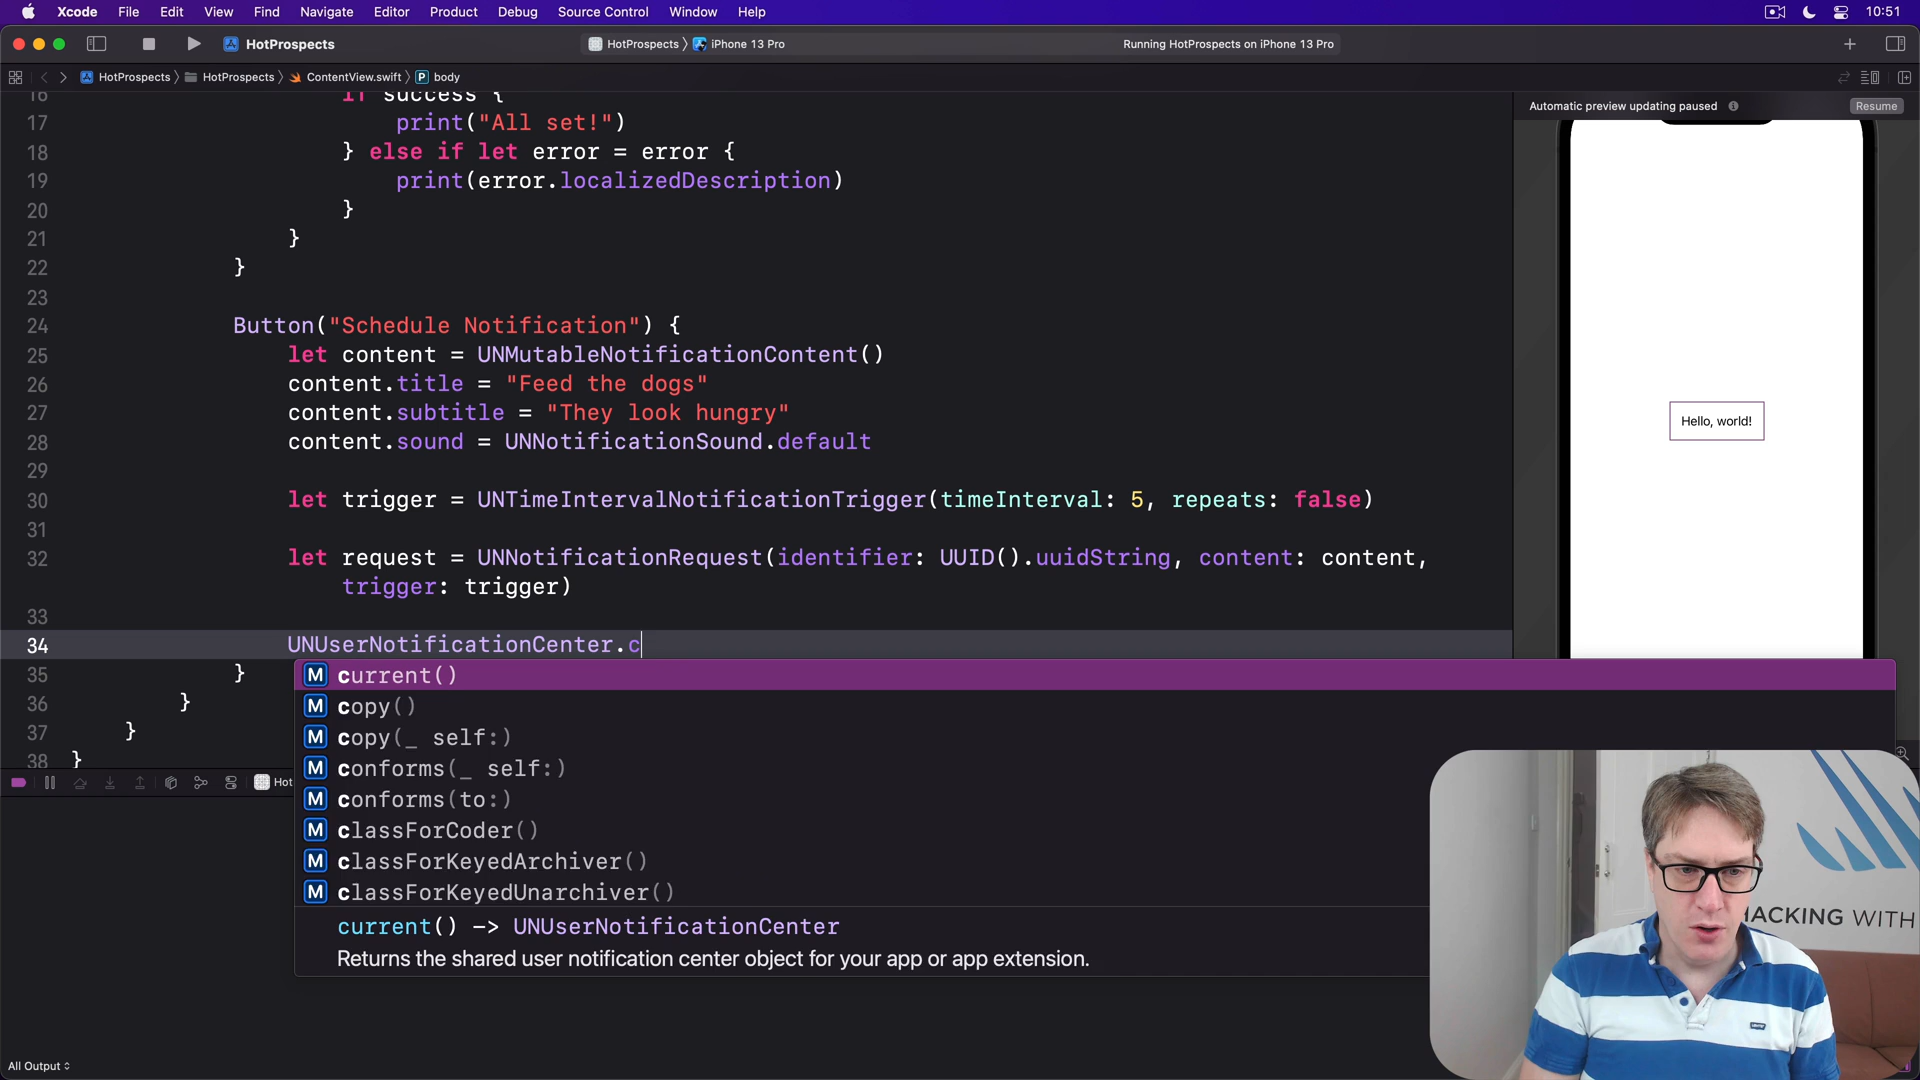 Xcode File Edit View Find Navigate Editor Product Debug Source Control Window Help 10:51
HotProspects HotProspects iPhone 13 Pro Running HotProspects on iPhone 13 Pro
HotProspects HotProspects ContentView.swift P body
Automatic preview updating paused Resume
16 if success {
17 print("All set!")
18 } else if let error = error {
19 print(error.localizedDescription)
20 }
21 }
22 }
23
24 Button("Schedule Notification") {
25 let content = UNMutableNotificationContent()
26 content.title = "Feed the dogs"
27 content.subtitle = "They look hungry"
28 content.sound = UNNotificationSound.default
29
30 let trigger = UNTimeIntervalNotificationTrigger(timeInterval: 5, repeats: false)
31
32 let request = UNNotificationRequest(identifier: UUID().uuidString, content: content,
trigger: trigger)
33
34 UNUserNotificationCenter.c
35 }
36 }
37 }
38 }
Hello, world!
M current()
M copy()
M copy(_ self:)
M conforms(_ self:)
M conforms(to:)
M classForCoder()
M classForKeyedArchiver()
M classForKeyedUnarchiver()
current() -> UNUserNotificationCenter
Returns the shared user notification center object for your app or app extension.
Hot
HACKING WITH
All Output